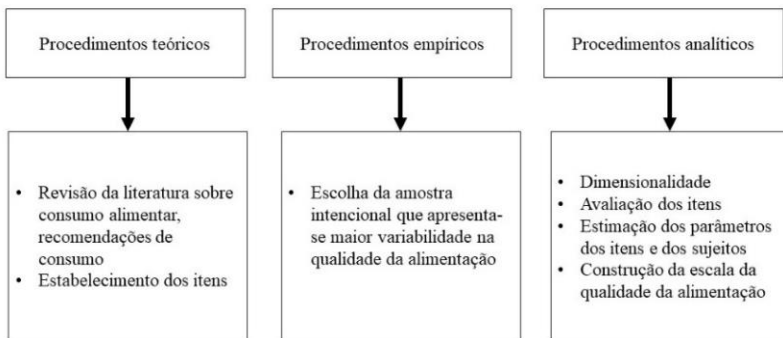 Procedimentos teóricos
Procedimentos empíricos
Procedimentos analíticos
• Revisão da literatura sobre
consumo alimentar,
recomendações de
consumo
• Estabelecimento dos itens
• Escolha da amostra
intencional que apresenta-
se maior variabilidade na
qualidade da alimentação
• Dimensionalidade
• Avaliação dos itens
• Estimação dos parâmetros
dos itens e dos sujeitos
• Construção da escala da
qualidade da alimentação